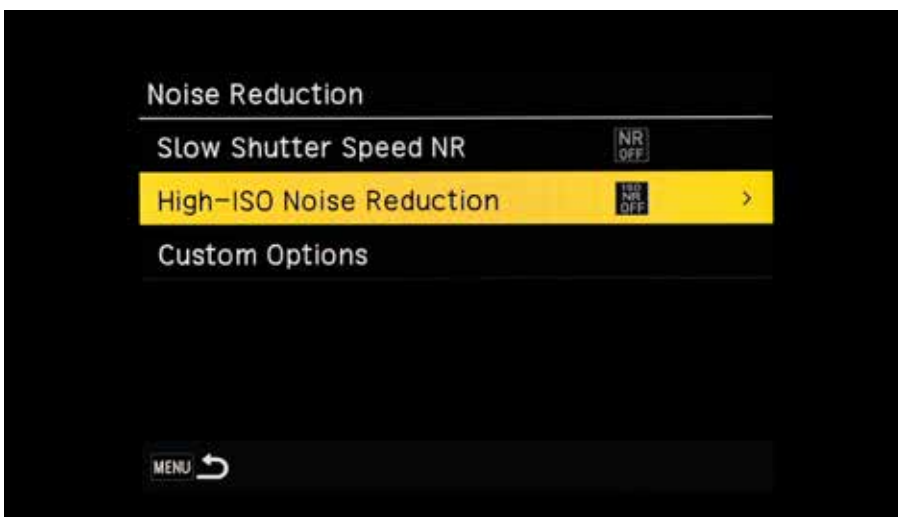 Noise Reduction
Slow Shutter Speed NR NR OFF
High-ISO Noise Reduction ISO NR OFF >
Custom Options
MENU